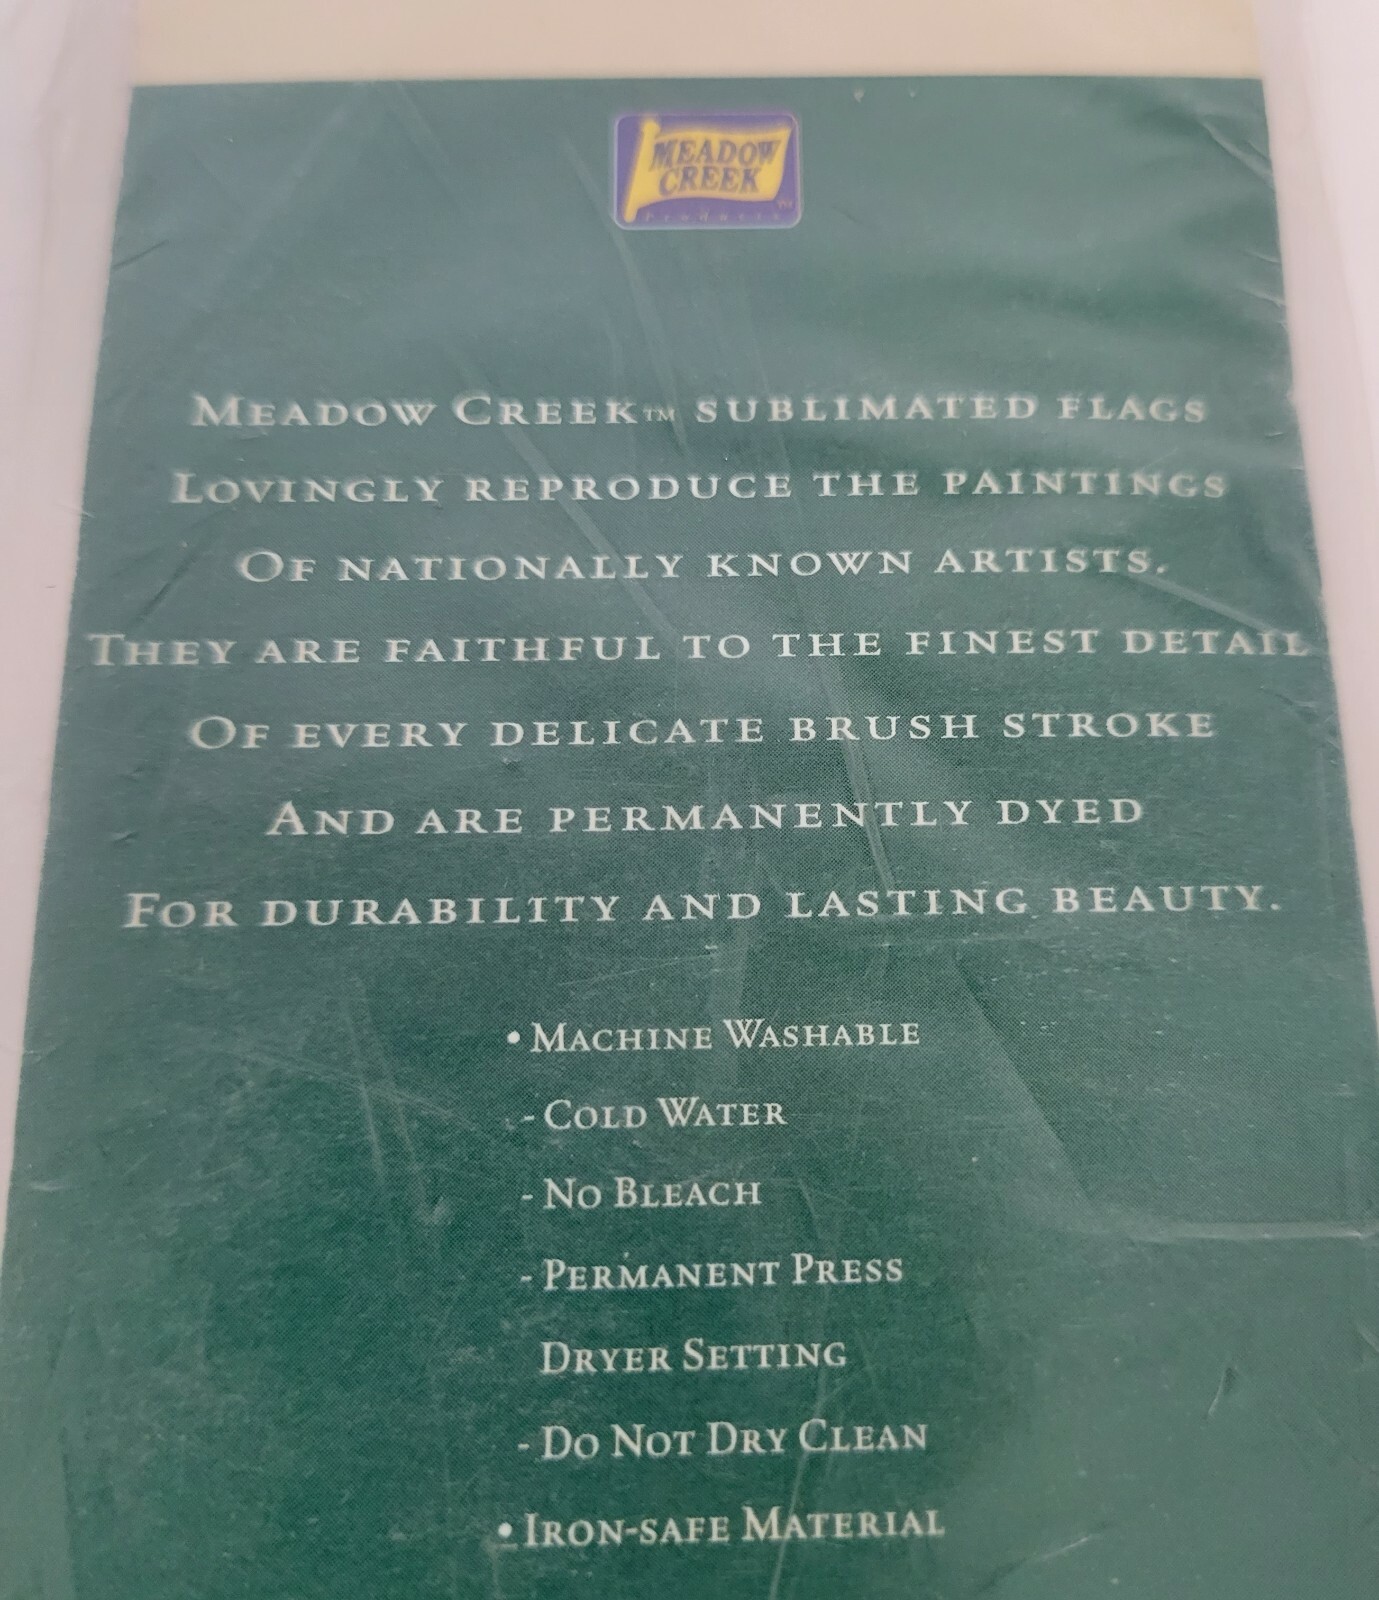 MEADOW
CREEK
Products
MEADOW CREEK™ SUBLIMATED FLAGS
LOVINGLY REPRODUCE THE PAINTINGS
OF NATIONALLY KNOWN ARTISTS.
THEY ARE FAITHFUL TO THE FINEST DETAIL
OF EVERY DELICATE BRUSH STROKE
AND ARE PERMANENTLY DYED
FOR DURABILITY AND LASTING BEAUTY.
• MACHINE WASHABLE
- COLD WATER
- NO BLEACH
- PERMANENT PRESS
DRYER SETTING
- DO NOT DRY CLEAN
• IRON-SAFE MATERIAL